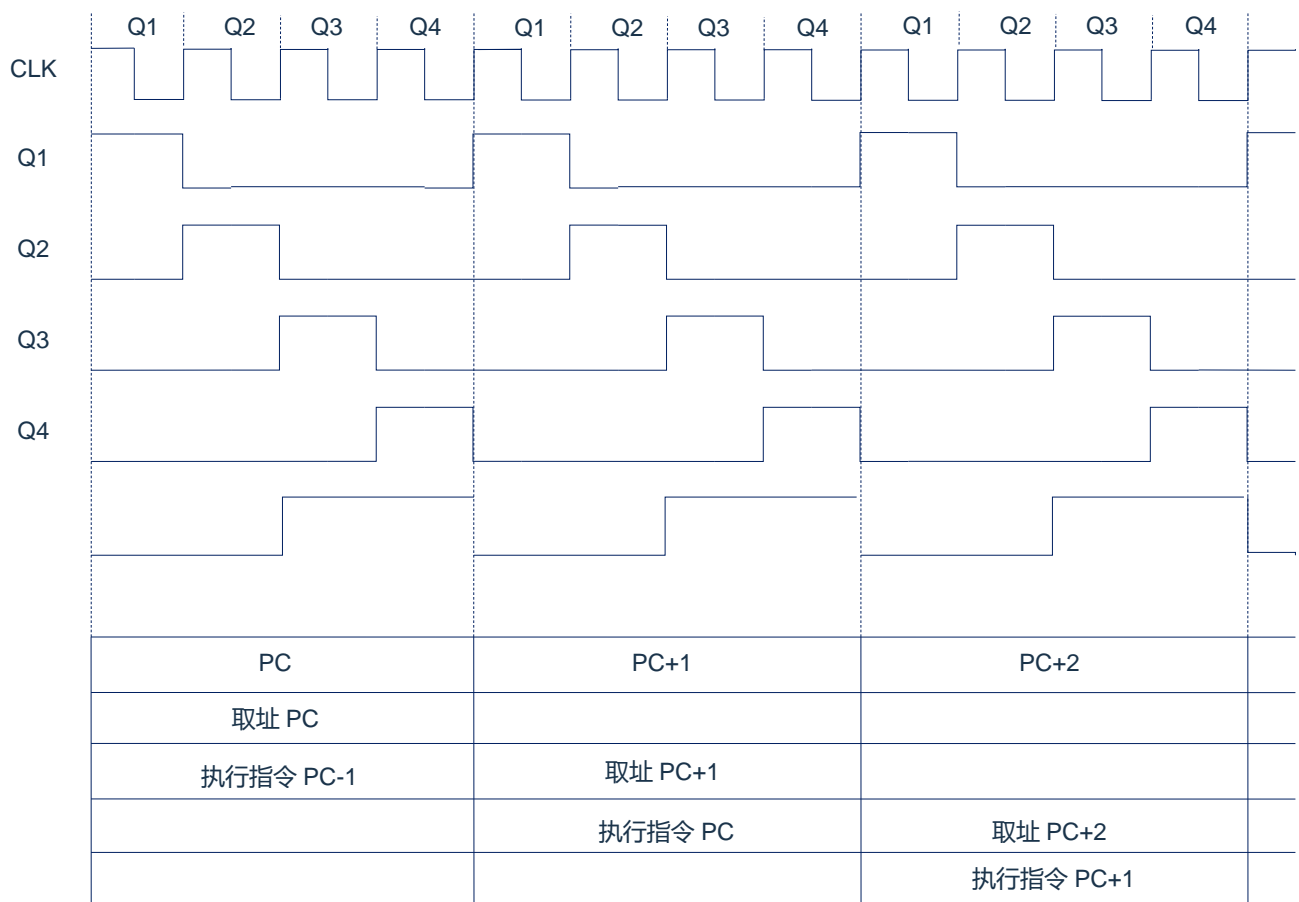 Q1 Q2 Q3 Q4 Q1 Q2 Q3 Q4 Q1 Q2 Q3 Q4
CLK
Q1
Q2
Q3
Q4
PC PC+1 PC+2
取址 PC
执行指令 PC-1 取址 PC+1
执行指令 PC 取址 PC+2
执行指令 PC+1